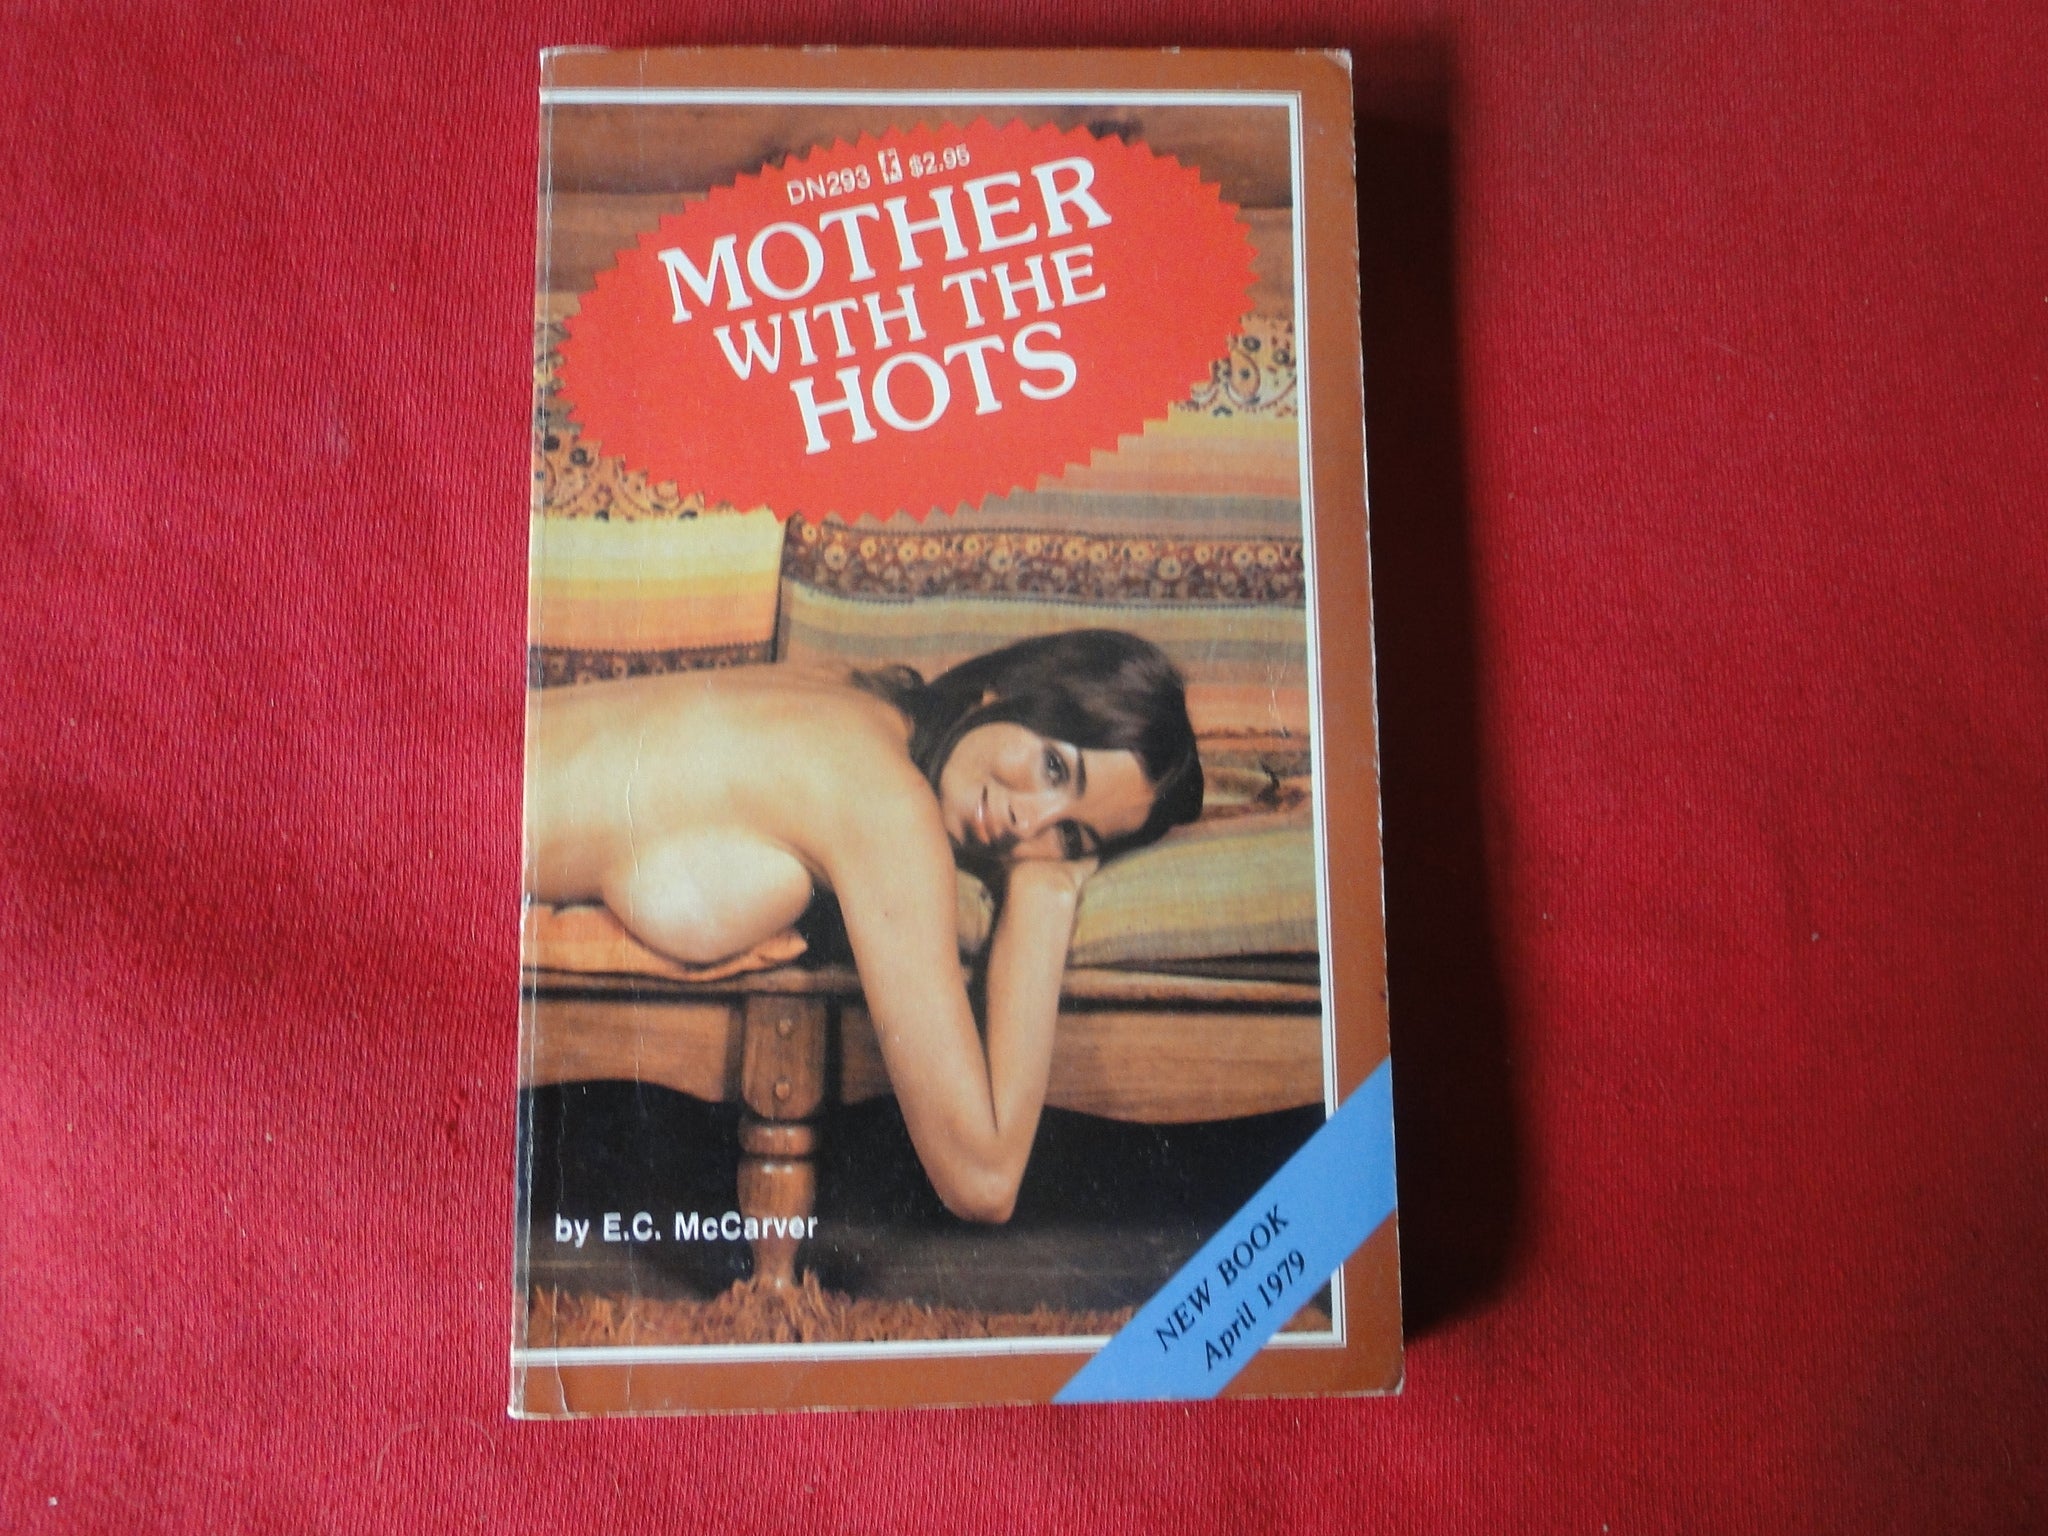 DN293 $2.95
MOTHER
WITH THE
HOTS
by E.C. McCarver
NEW BOOK
April 1979